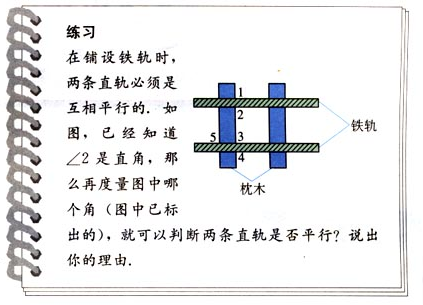 练习
在铺设铁轨时，
两条直轨必须是
互相平行的．如
图，已经知道
∠2是直角，那
么再度量图中哪
个角（图中已标
出的），就可以判断两条直轨是否平行？说出
你的理由．
1
2
5 3
4
铁轨
枕木